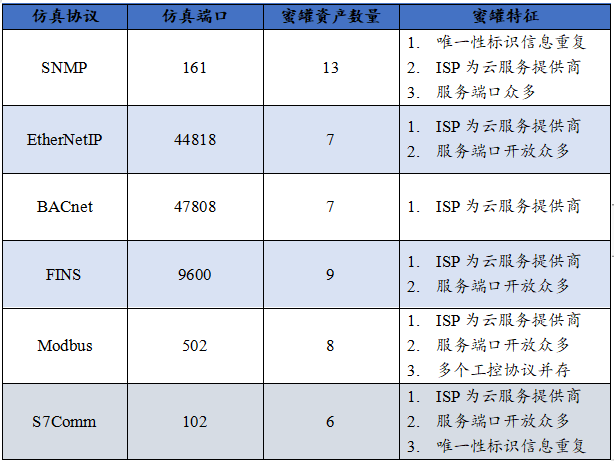 仿真协议 仿真端口 蜜罐资产数量 蜜罐特征
SNMP 161 13
1. 唯一性标识信息重复
2. ISP 为云服务提供商
3. 服务端口众多
EtherNetIP 44818 7
1. ISP 为云服务提供商
2. 服务端口开放众多
BACnet 47808 7
1. ISP 为云服务提供商
FINS 9600 9
1. ISP 为云服务提供商
2. 服务端口开放众多
Modbus 502 8
1. ISP 为云服务提供商
2. 服务端口开放众多
3. 多个工控协议并存
S7Comm 102 6
1. ISP 为云服务提供商
2. 服务端口开放众多
3. 唯一性标识信息重复